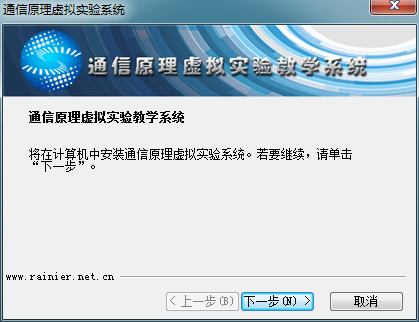 通信原理虚拟实验系统
通信原理虚拟实验教学系统
通信原理虚拟实验教学系统
将在计算机中安装通信原理虚拟实验系统。若要继续，请单击
“下一步”。
www.rainier.net.cn
< 上一步(B) 下一步(N) > 取消